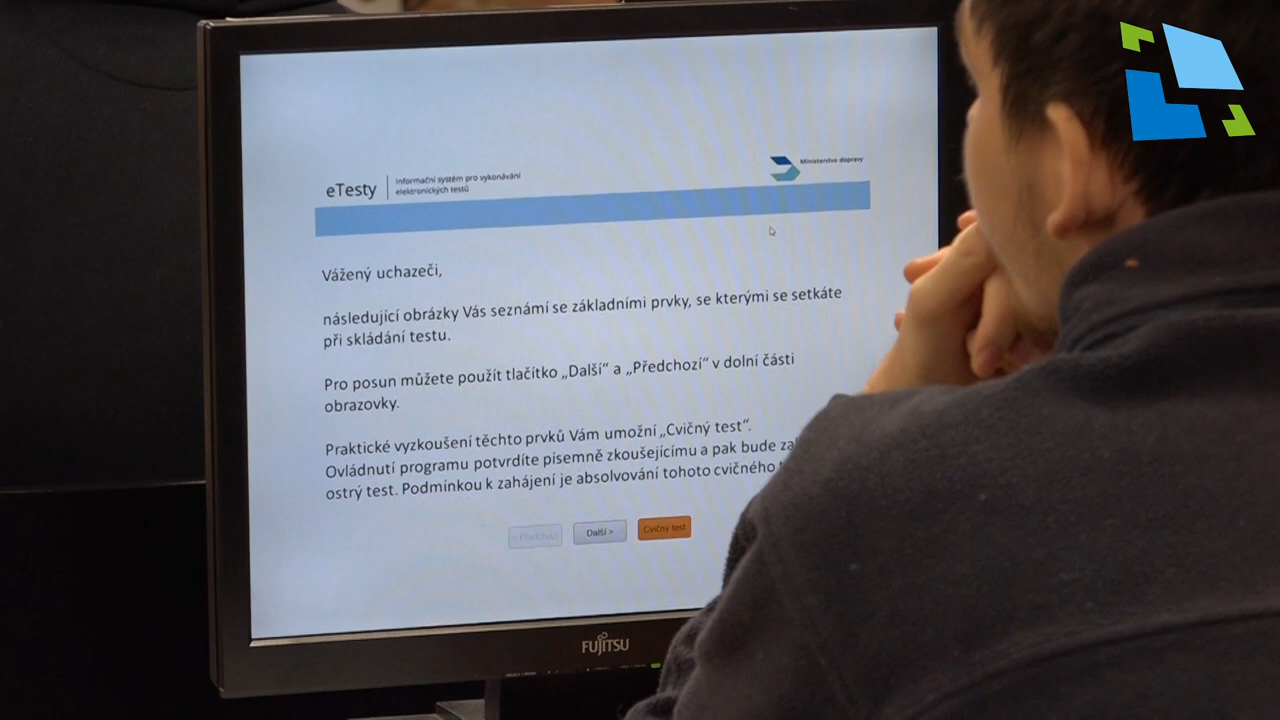 eTesty
Informační systém pro vykonávání
elektronických testů
Ministerstvo dopravy
Vážený uchazeči,
následující obrázky Vás seznámí se základními prvky, se kterými se setkáte
při skládání testu.
Pro posun můžete použít tlačítko „Další“ a „Předchozí“ v dolní části
obrazovky.
Praktické vyzkoušení těchto prvků Vám umožní „Cvičný test“.
Ovládnutí programu potvrdíte písemně zkoušejícímu a pak bude
ostrý test. Podmínkou k zahájení je absolvování tohoto cvičného
< Předchozí
Další >
Cvičný test
FUJITSU